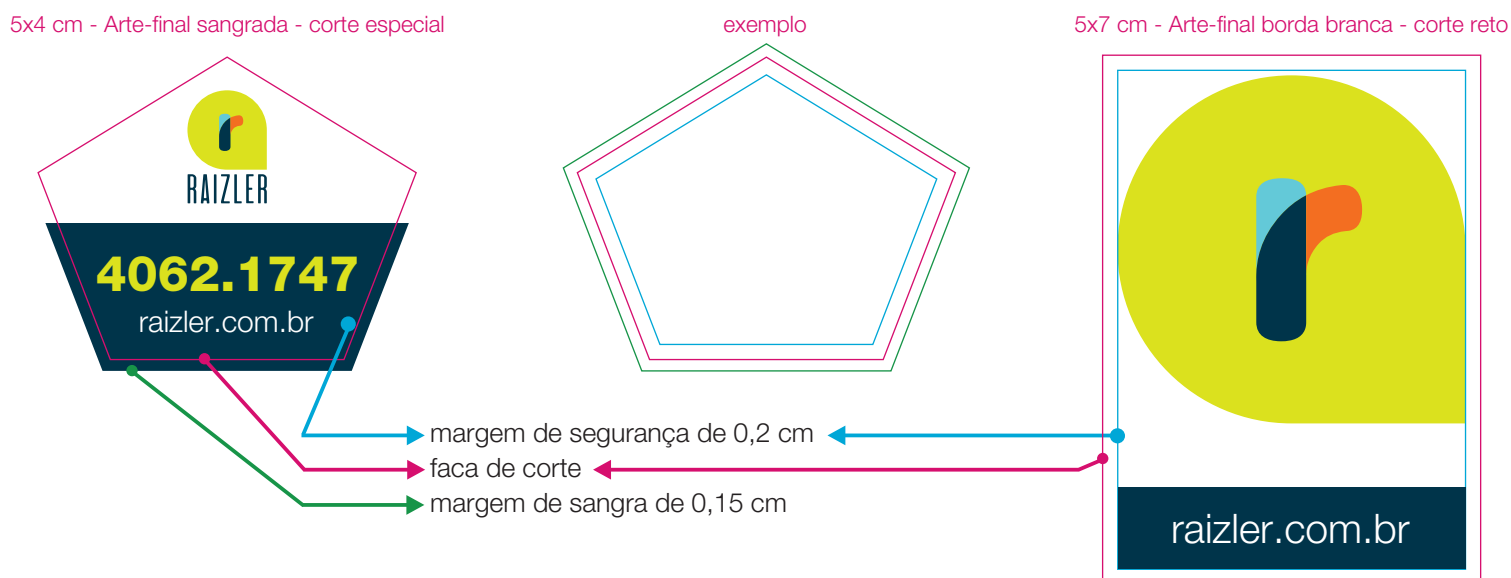 5x4 cm - Arte-final sangrada - corte especial
exemplo
5x7 cm - Arte-final borda branca - corte reto
RAIZLER
4062.1747
raizler.com.br
margem de segurança de 0,2 cm
faca de corte
margem de sangra de 0,15 cm
r
raizler.com.br